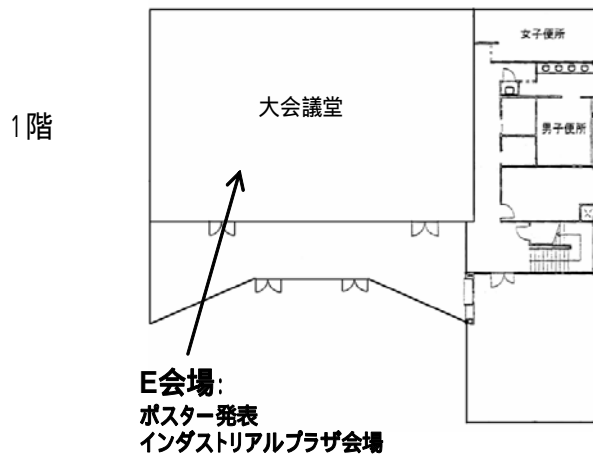 女子便所
大会議堂
1階
男子便所
E会場:
ポスター発表
インダストリアルプラザ会場